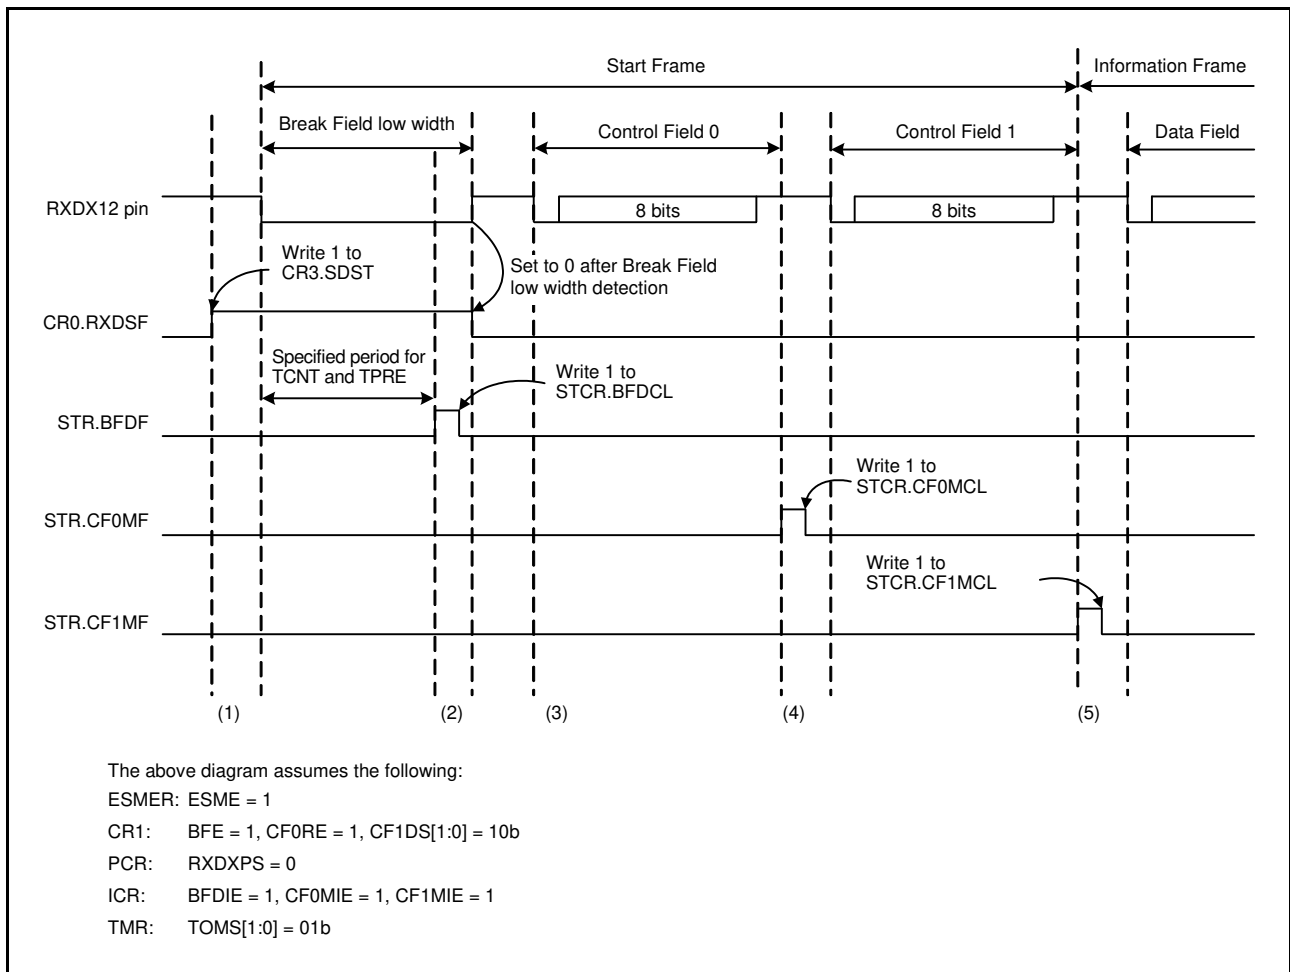 Start Frame
Information Frame
Break Field low width
Control Field 0
Control Field 1
Data Field
RXDX12 pin
8 bits
8 bits
Write 1 to
CR3.SDST
Set to 0 after Break Field
low width detection
CR0.RXDSF
Specified period for
TCNT and TPRE
Write 1 to
STCR.BFDCL
STR.BFDF
Write 1 to
STCR.CF0MCL
STR.CF0MF
Write 1 to
STCR.CF1MCL
STR.CF1MF
(1)
(2)
(3)
(4)
(5)
The above diagram assumes the following:
ESMER: ESME = 1
CR1: BFE = 1, CF0RE = 1, CF1DS[1:0] = 10b
PCR: RXDXPS = 0
ICR: BFDIE = 1, CF0MIE = 1, CF1MIE = 1
TMR: TOMS[1:0] = 01b